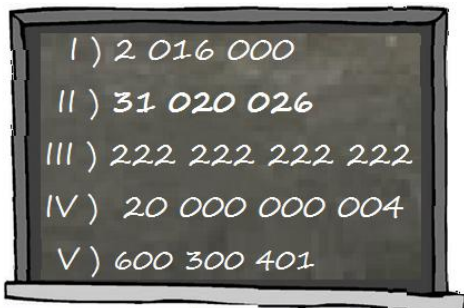 I ) 2 016 000
II ) 31 020 026
III ) 222 222 222 222
IV ) 20 000 000 004
V ) 600 300 401